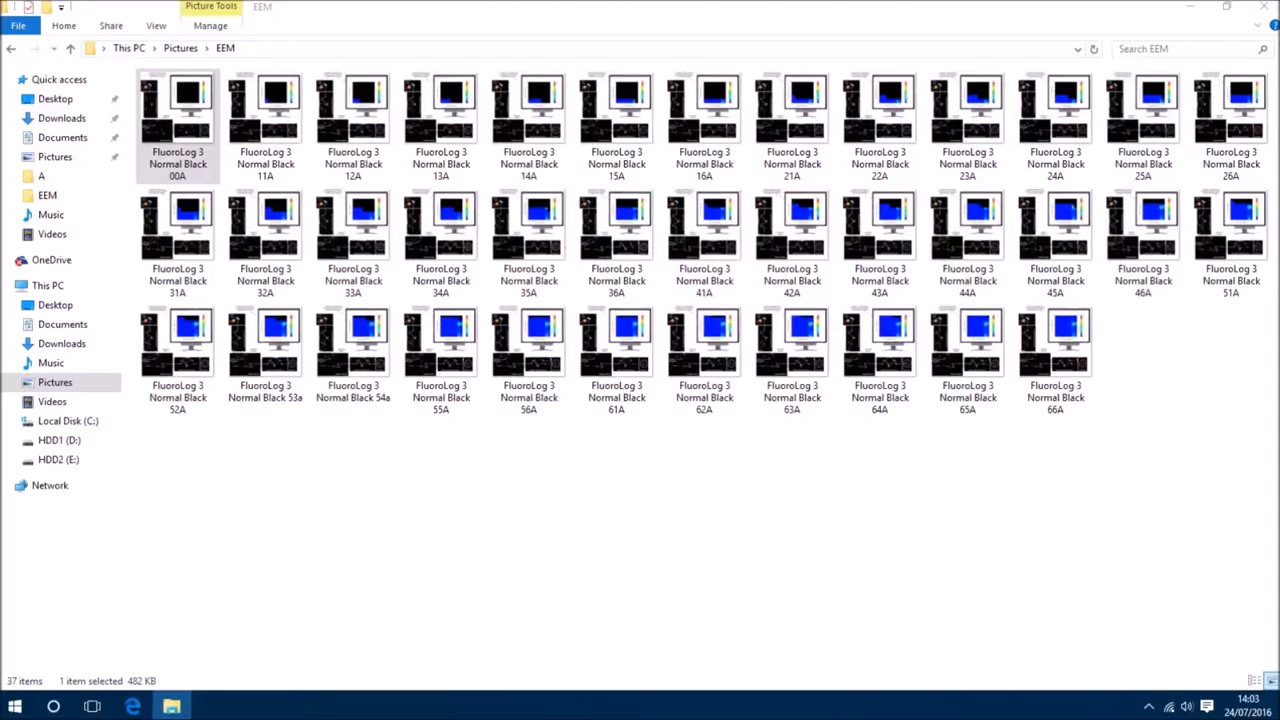 Picture Tools
EEM
File
Home
Share
View
Manage
This PC
Pictures
EEM
Search EEM
Quick access
Desktop
Downloads
Documents
Pictures
A
EEM
Music
Videos
OneDrive
This PC
Desktop
Documents
Downloads
Music
Pictures
Videos
Local Disk (C:)
HDD1 (D:)
HDD2 (E:)
Network
FluoroLog 3 Normal Black 00A
FluoroLog 3 Normal Black 11A
FluoroLog 3 Normal Black 12A
FluoroLog 3 Normal Black 13A
FluoroLog 3 Normal Black 14A
FluoroLog 3 Normal Black 15A
FluoroLog 3 Normal Black 16A
FluoroLog 3 Normal Black 21A
FluoroLog 3 Normal Black 22A
FluoroLog 3 Normal Black 23A
FluoroLog 3 Normal Black 24A
FluoroLog 3 Normal Black 25A
FluoroLog 3 Normal Black 26A
FluoroLog 3 Normal Black 31A
FluoroLog 3 Normal Black 32A
FluoroLog 3 Normal Black 33A
FluoroLog 3 Normal Black 34A
FluoroLog 3 Normal Black 35A
FluoroLog 3 Normal Black 36A
FluoroLog 3 Normal Black 41A
FluoroLog 3 Normal Black 42A
FluoroLog 3 Normal Black 43A
FluoroLog 3 Normal Black 44A
FluoroLog 3 Normal Black 45A
FluoroLog 3 Normal Black 46A
FluoroLog 3 Normal Black 51A
FluoroLog 3 Normal Black 52A
FluoroLog 3 Normal Black 53a
FluoroLog 3 Normal Black 54a
FluoroLog 3 Normal Black 55A
FluoroLog 3 Normal Black 56A
FluoroLog 3 Normal Black 61A
FluoroLog 3 Normal Black 62A
FluoroLog 3 Normal Black 63A
FluoroLog 3 Normal Black 64A
FluoroLog 3 Normal Black 65A
FluoroLog 3 Normal Black 66A
37 items
1 item selected 482 KB
14:03
24/07/2016